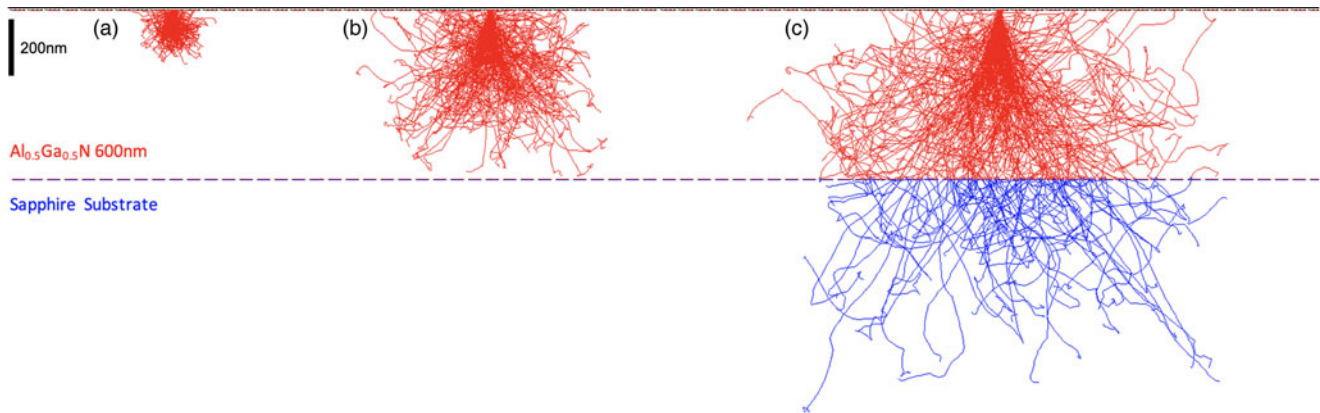 (a)
(b)
(c)
200nm
Al₀.₅Ga₀.₅N 600nm
Sapphire Substrate